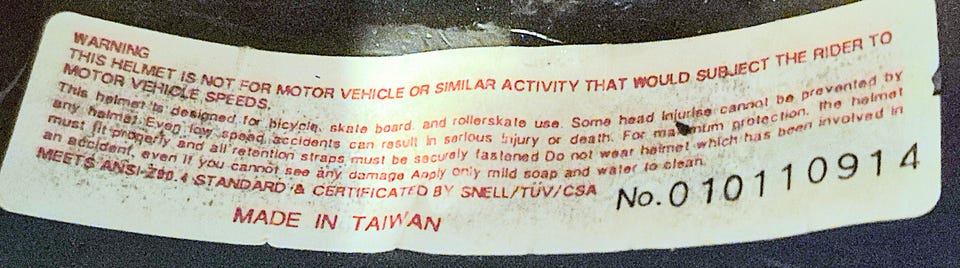 WARNING
THIS HELMET IS NOT FOR MOTOR VEHICLE OR SIMILAR ACTIVITY THAT WOULD SUBJECT THE RIDER TO
MOTOR VEHICLE SPEEDS.
This helmet is designed for bicycle, skate board, and rollerskate use. Some head injuries cannot be prevented by
any helmet Even low speed accidents can result in serious injury or death. For maximum protection, the helmet
must fit properly and all retention straps must be securely fastened Do not wear helmet which has been involved in
an accident, even if you cannot see any damage Apply only mild soap and water to clean.
MEETS ANSI-Z90.4 STANDARD & CERTIFICATED BY SNELL/TÜV/CSA
No.010110914
MADE IN TAIWAN